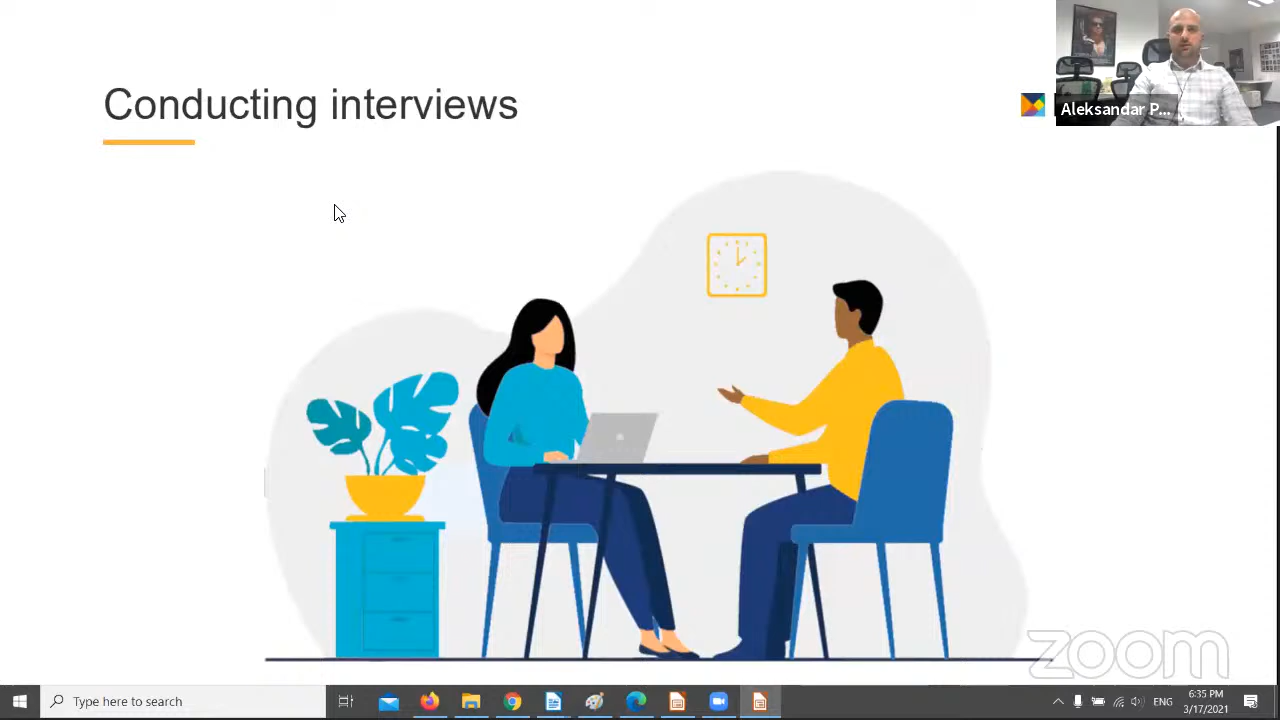 Conducting interviews
Aleksandar P...
zoom
Type here to search
ENG
6:35 PM
3/17/2021